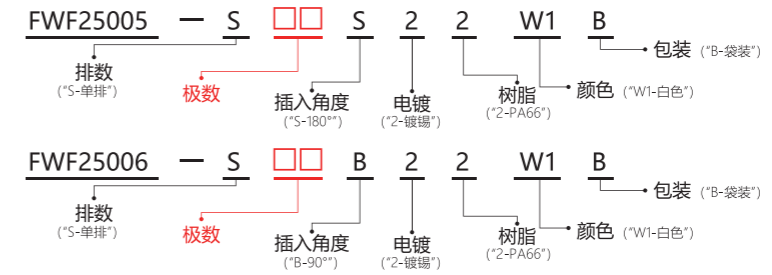 FWF25005 — S □□ S 2 2 W1 B
包装 ("B-袋装")
排数
("S-单排")
极数
插入角度
("S-180°")
电镀
("2-镀锡")
树脂
("2-PA66")
颜色 ("W1-白色")
FWF25006 — S □□ B 2 2 W1 B
包装 ("B-袋装")
排数
("S-单排")
极数
插入角度
("B-90°")
电镀
("2-镀锡")
树脂
("2-PA66")
颜色 ("W1-白色")